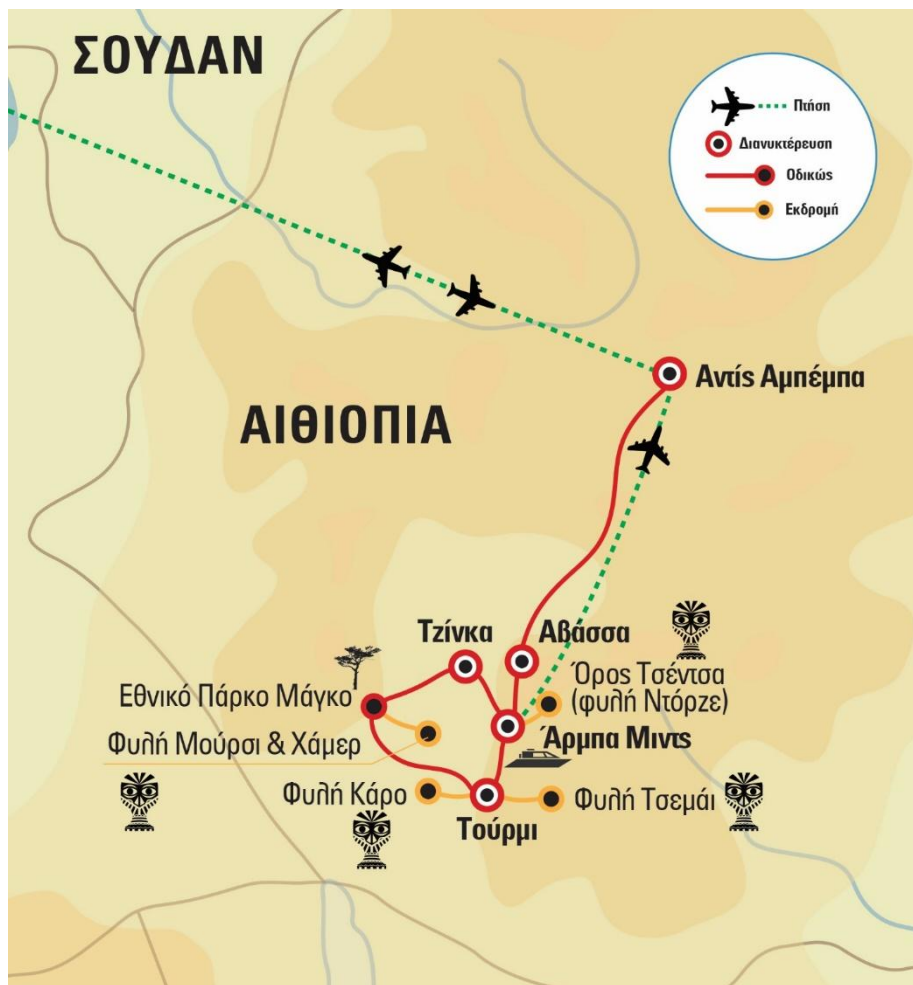 ΣΟΥΔΑΝ
Πτήση
Διανυκτέρευση
Οδικώς
Εκδρομή
Αντίς Αμπέμπα
ΑΙΘΙΟΠΙΑ
Τζίνκα
Αβάσσα
Όρος Τσέντσα
(φυλή Ντόρζε)
Εθνικό Πάρκο Μάγκο
Φυλή Μούρσι & Χάμερ
Άρμπα Μιντς
Φυλή Κάρο
Φυλή Τσεμάι
Τούρμι